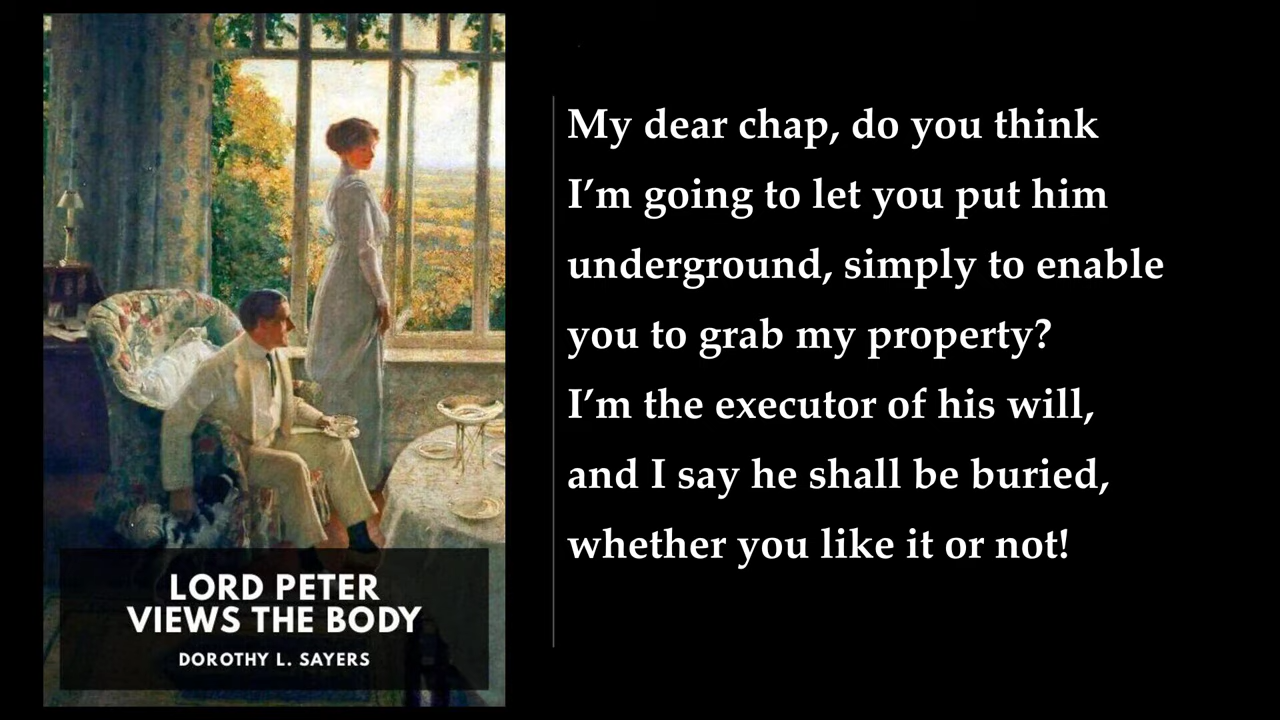 LORD PETER
VIEWS THE BODY
DOROTHY L. SAYERS
My dear chap, do you think
I’m going to let you put him
underground, simply to enable
you to grab my property?
I’m the executor of his will,
and I say he shall be buried,
whether you like it or not!